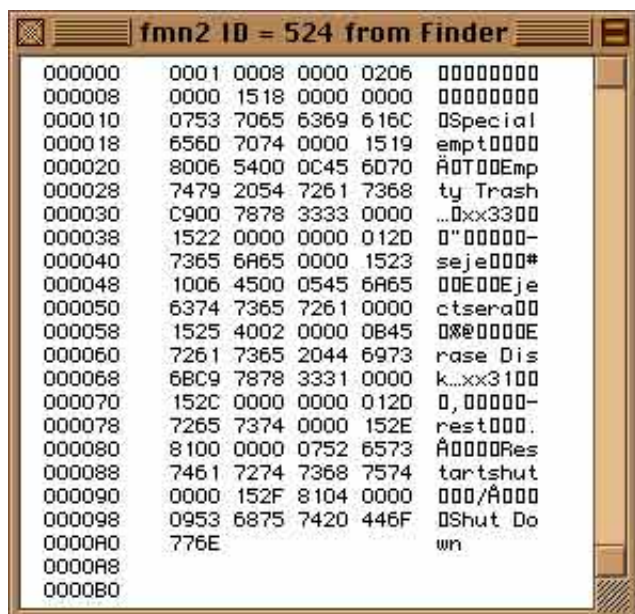 fmn2 ID = 524 from Finder
000000 0001 0008 0000 0206 □□□□□□□□
000008 0000 1518 0000 0000 □□□□□□□□
000010 0753 7065 6369 616C □Special
000018 656D 7074 0000 1519 empt□□□□
000020 8006 5400 0C45 6D70 Ä□T□□Emp
000028 7479 2054 7261 7368 ty Trash
000030 C900 7878 3333 0000 …□xx33□□
000038 1522 0000 0000 012D □"□□□□□-
000040 7365 6A65 0000 1523 seje□□□#
000048 1006 4500 0545 6A65 □□E□□Eje
000050 6374 7365 7261 0000 ctsera□□
000058 1525 4002 0000 0B45 □%@□□□□E
000060 7261 7365 2044 6973 rase Dis
000068 6BC9 7878 3331 0000 k…xx31□□
000070 152C 0000 0000 012D □,□□□□□-
000078 7265 7374 0000 152E rest□□□.
000080 8100 0000 0752 6573 Å□□□□Res
000088 7461 7274 7368 7574 tartshut
000090 0000 152F 8104 0000 □□□/Å□□□
000098 0953 6875 7420 446F □Shut Do
0000A0 776E wn
0000A8
0000B0